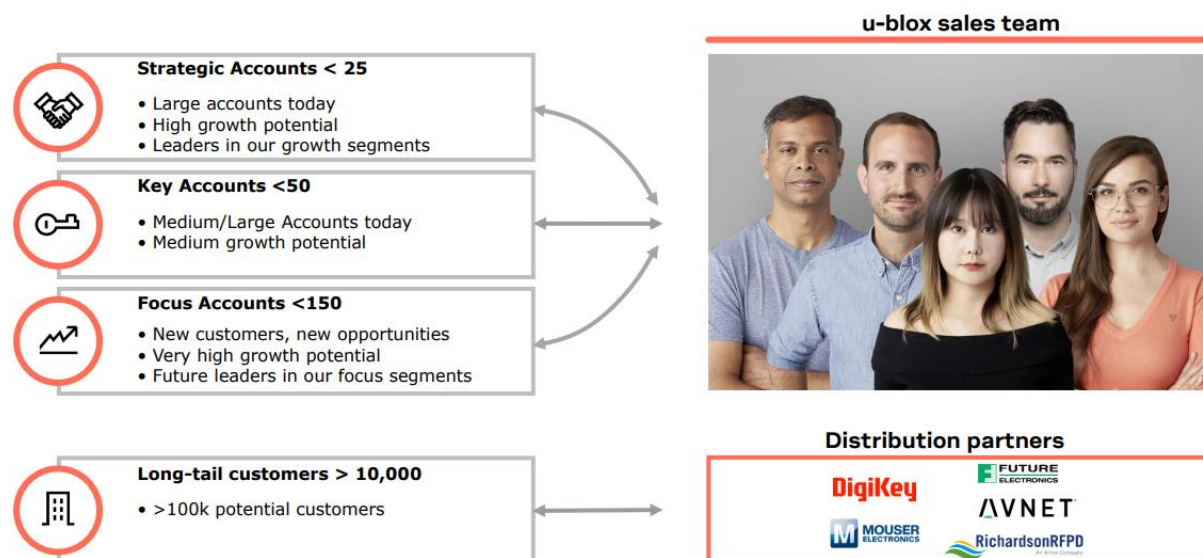 u-blox sales team
Strategic Accounts < 25
• Large accounts today
• High growth potential
• Leaders in our growth segments
Key Accounts <50
• Medium/Large Accounts today
• Medium growth potential
Focus Accounts <150
• New customers, new opportunities
• Very high growth potential
• Future leaders in our focus segments
Long-tail customers > 10,000
• >100k potential customers
Distribution partners
DigiKey
F FUTURE
ELECTRONICS
AVNET
M MOUSER
ELECTRONICS
RichardsonRFPD
An Arrow Company